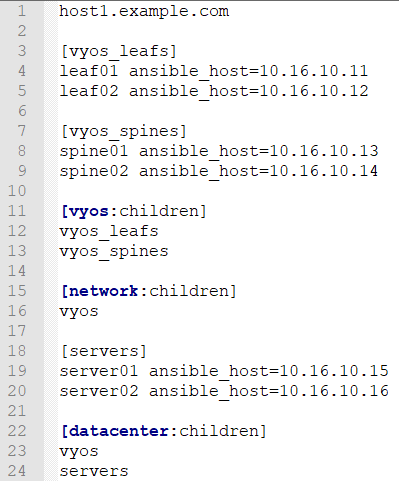 1 host1.example.com
2
3 [vyos_leafs]
4 leaf01 ansible_host=10.16.10.11
5 leaf02 ansible_host=10.16.10.12
6
7 [vyos_spines]
8 spine01 ansible_host=10.16.10.13
9 spine02 ansible_host=10.16.10.14
10
11 [vyos:children]
12 vyos_leafs
13 vyos_spines
14
15 [network:children]
16 vyos
17
18 [servers]
19 server01 ansible_host=10.16.10.15
20 server02 ansible_host=10.16.10.16
21
22 [datacenter:children]
23 vyos
24 servers